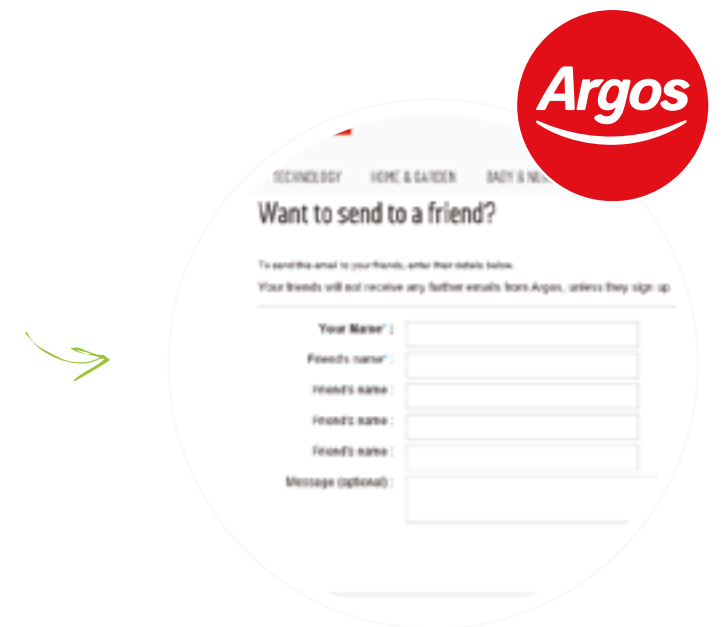 Argos
TECHNOLOGY HOME & GARDEN BABY &
Want to send to a friend?
To send this email to your friends, enter their details below.
Your friends will not receive any further emails from Argos, unless they sign up
Your Name* :
Friend's name* :
Friend's name :
Friend's name :
Friend's name :
Message (optional) :